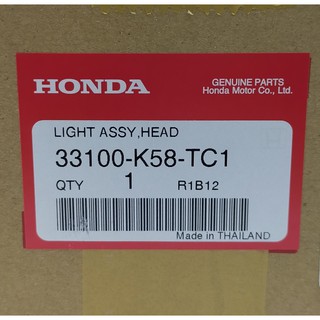 HONDA
GENUINE PARTS
Honda Motor Co., Ltd.
LIGHT ASSY,HEAD
33100-K58-TC1
QTY 1 R1B12
Made in THAILAND